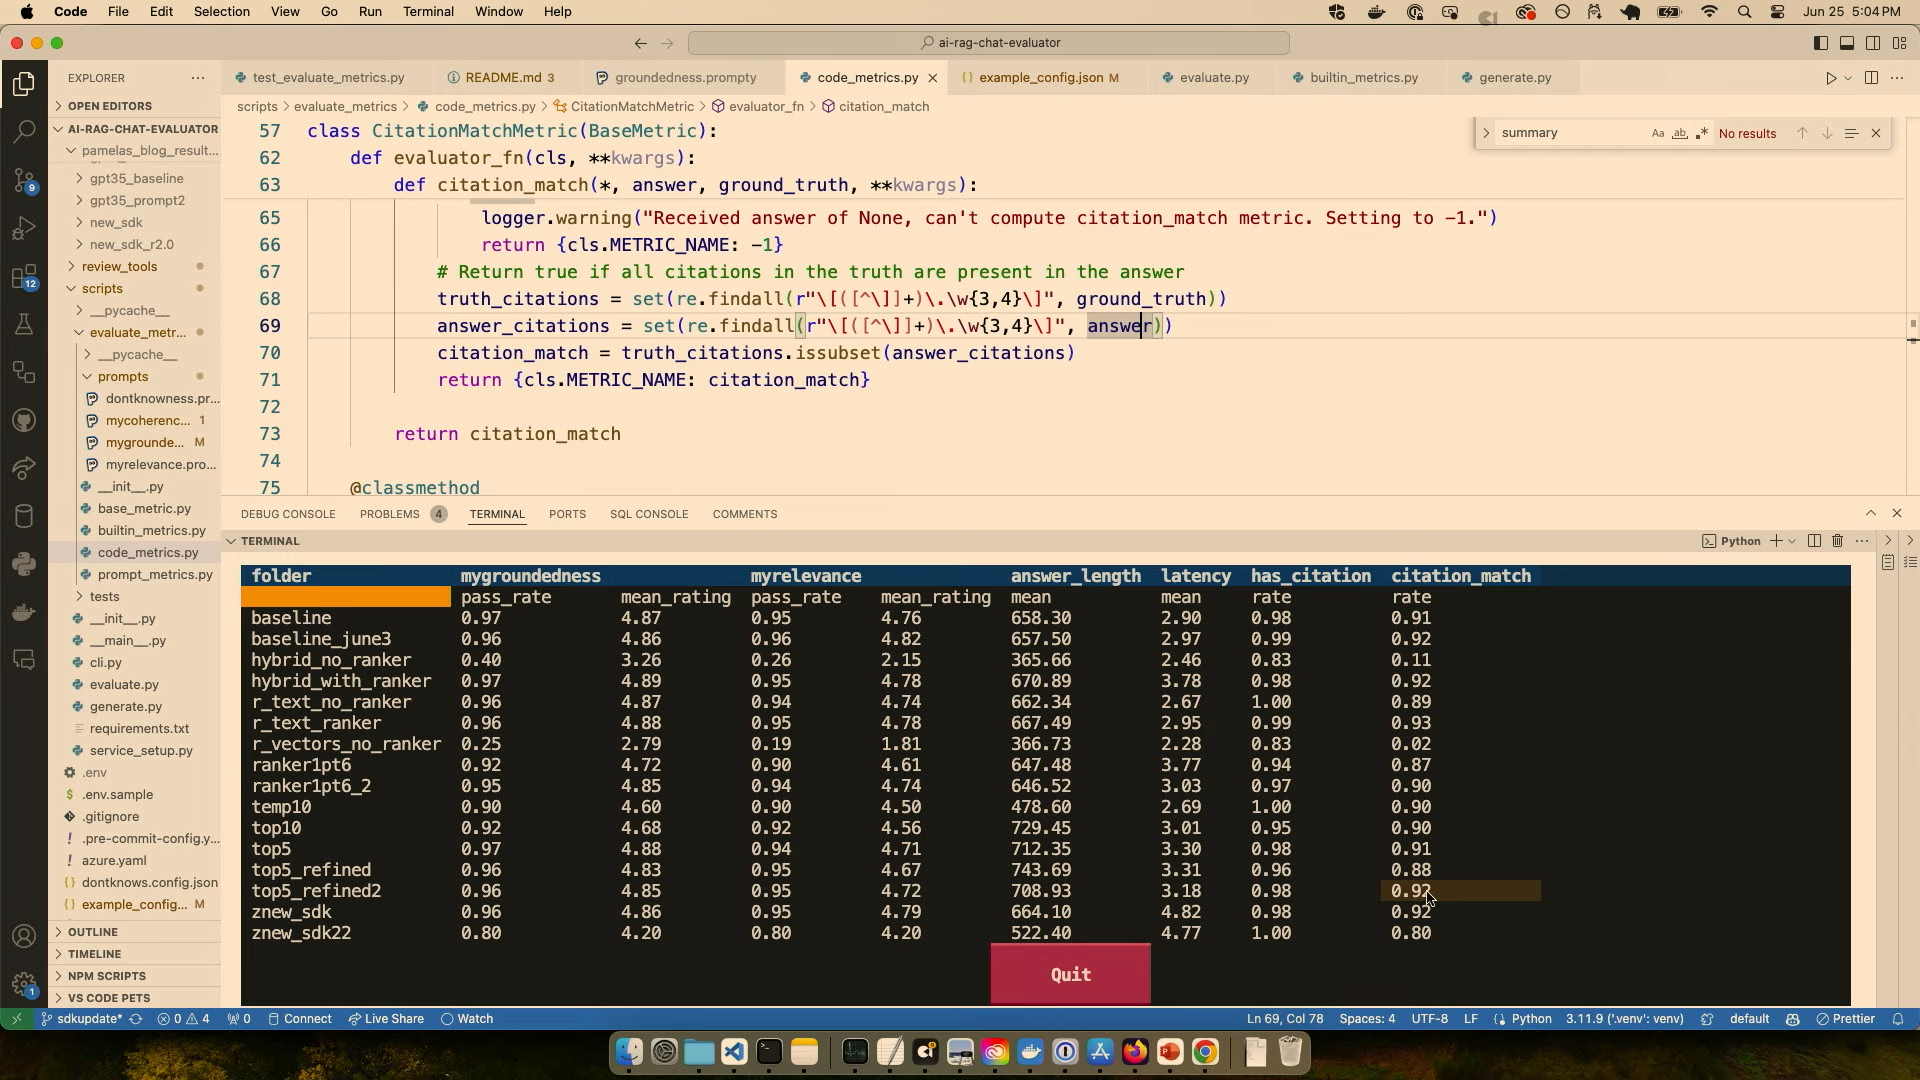 Code File Edit Selection View Go Run Terminal Window Help Jun 25 5:04 PM
ai-rag-chat-evaluator
EXPLORER
test_evaluate_metrics.py README.md 3 groundedness.prompty code_metrics.py example_config.json M evaluate.py builtin_metrics.py generate.py
OPEN EDITORS
AI-RAG-CHAT-EVALUATOR
pamelas_blog_result...
gpt35_baseline
gpt35_prompt2
new_sdk
new_sdk_r2.0
review_tools
scripts
__pycache__
evaluate_metr...
__pycache__
prompts
dontknowness.pr...
mycoherenc... 1
mygrounde... M
myrelevance.pro...
__init__.py
base_metric.py
builtin_metrics.py
code_metrics.py
prompt_metrics.py
tests
__init__.py
__main__.py
cli.py
evaluate.py
generate.py
requirements.txt
service_setup.py
.env
.env.sample
.gitignore
.pre-commit-config.y...
azure.yaml
dontknows.config.json
example_config... M
OUTLINE
TIMELINE
NPM SCRIPTS
VS CODE PETS
9
12
1
scripts > evaluate_metrics > code_metrics.py > CitationMatchMetric > evaluator_fn > citation_match
summary Aa ab .* No results
57 class CitationMatchMetric(BaseMetric):
62 def evaluator_fn(cls, **kwargs):
63 def citation_match(*, answer, ground_truth, **kwargs):
65 logger.warning("Received answer of None, can't compute citation_match metric. Setting to -1.")
66 return {cls.METRIC_NAME: -1}
67 # Return true if all citations in the truth are present in the answer
68 truth_citations = set(re.findall(r"\[([^\]]+)\.\w{3,4}\]", ground_truth))
69 answer_citations = set(re.findall(r"\[([^\]]+)\.\w{3,4}\]", answer))
70 citation_match = truth_citations.issubset(answer_citations)
71 return {cls.METRIC_NAME: citation_match}
72
73 return citation_match
74
75 @classmethod
DEBUG CONSOLE PROBLEMS 4 TERMINAL PORTS SQL CONSOLE COMMENTS
TERMINAL Python
folder mygroundedness myrelevance answer_length latency has_citation citation_match
pass_rate mean_rating pass_rate mean_rating mean mean rate rate
baseline 0.97 4.87 0.95 4.76 658.30 2.90 0.98 0.91
baseline_june3 0.96 4.86 0.96 4.82 657.50 2.97 0.99 0.92
hybrid_no_ranker 0.40 3.26 0.26 2.15 365.66 2.46 0.83 0.11
hybrid_with_ranker 0.97 4.89 0.95 4.78 670.89 3.78 0.98 0.92
r_text_no_ranker 0.96 4.87 0.94 4.74 662.34 2.67 1.00 0.89
r_text_ranker 0.96 4.88 0.95 4.78 667.49 2.95 0.99 0.93
r_vectors_no_ranker 0.25 2.79 0.19 1.81 366.73 2.28 0.83 0.02
ranker1pt6 0.92 4.72 0.90 4.61 647.48 3.77 0.94 0.87
ranker1pt6_2 0.95 4.85 0.94 4.74 646.52 3.03 0.97 0.90
temp10 0.90 4.60 0.90 4.50 478.60 2.69 1.00 0.90
top10 0.92 4.68 0.92 4.56 729.45 3.01 0.95 0.90
top5 0.97 4.88 0.94 4.71 712.35 3.30 0.98 0.91
top5_refined 0.96 4.83 0.95 4.67 743.69 3.31 0.96 0.88
top5_refined2 0.96 4.85 0.95 4.72 708.93 3.18 0.98 0.92
znew_sdk 0.96 4.86 0.95 4.79 664.10 4.82 0.98 0.92
znew_sdk22 0.80 4.20 0.80 4.20 522.40 4.77 1.00 0.80
Quit
sdkupdate* 0 4 0 Connect Live Share Watch Ln 69, Col 78 Spaces: 4 UTF-8 LF Python 3.11.9 ('.venv': venv) default Prettier